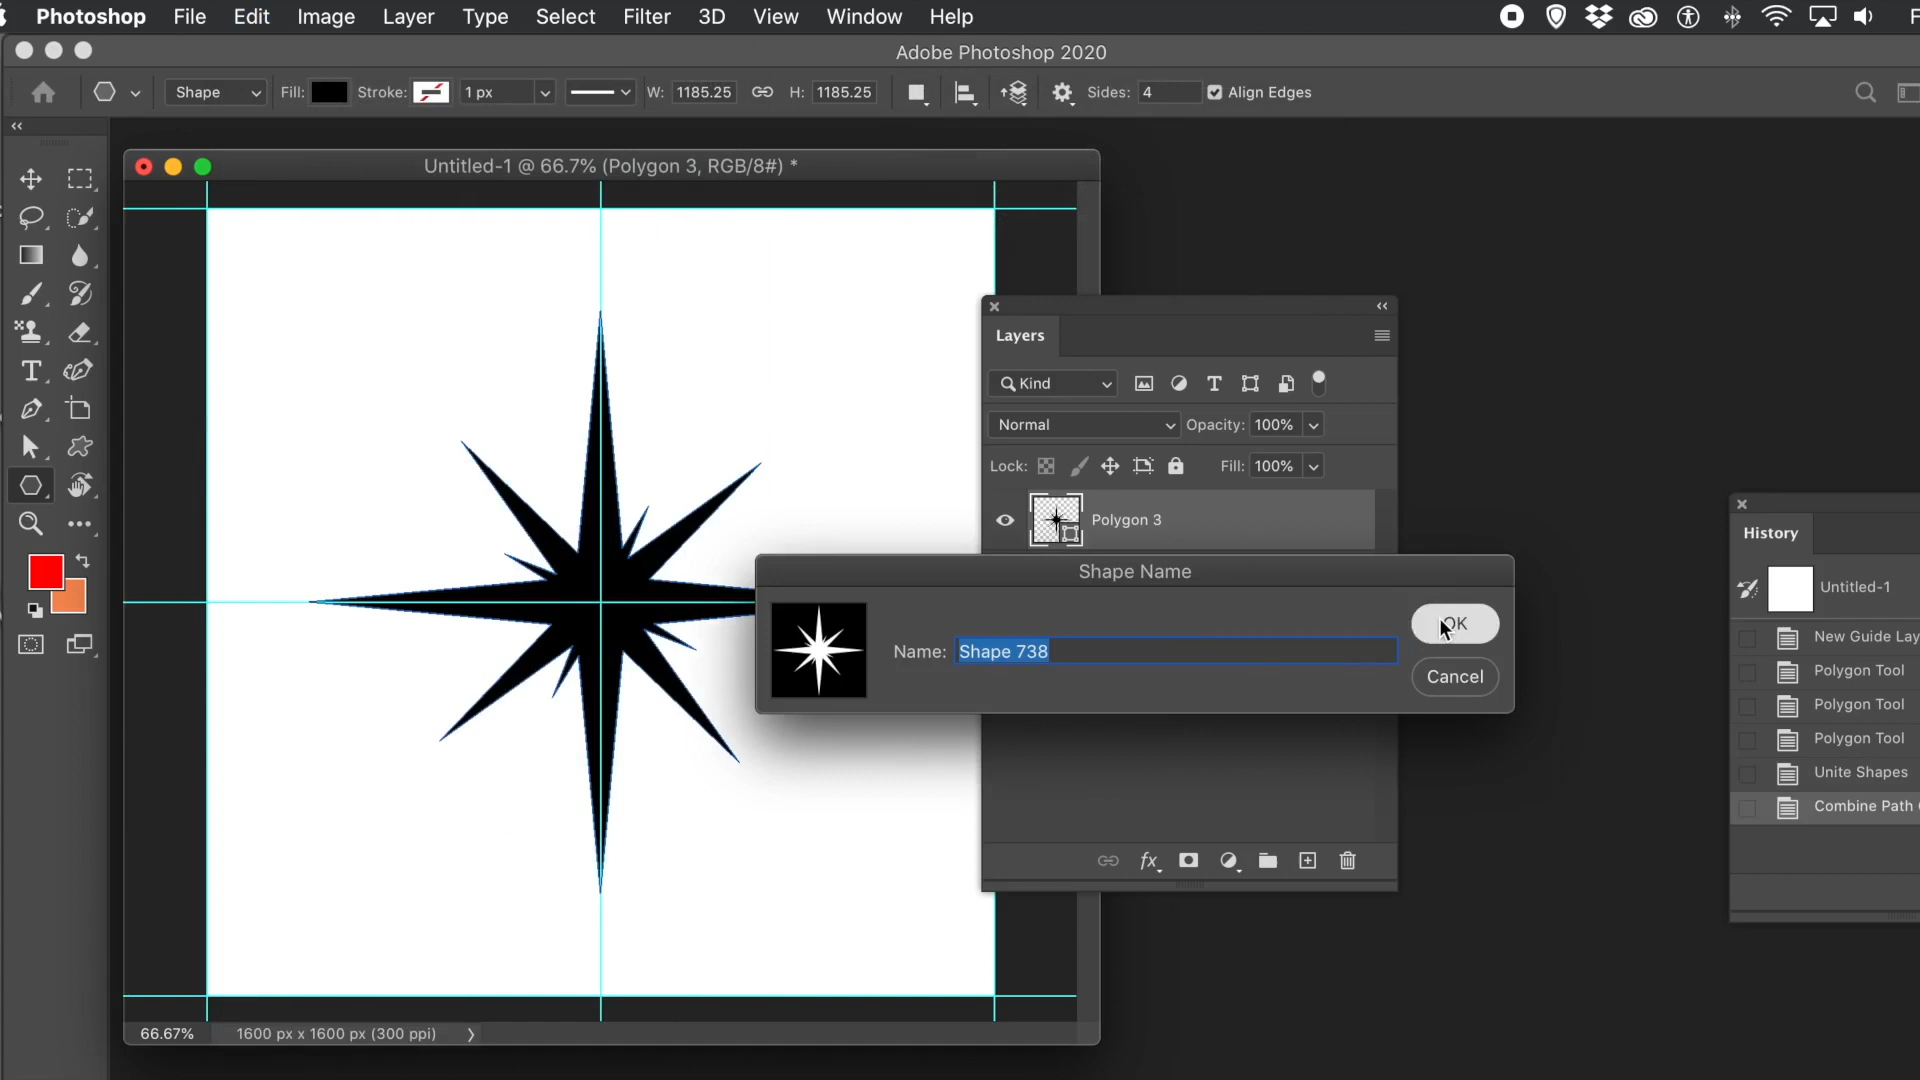 Photoshop File Edit Image Layer Type Select Filter 3D View Window Help
Adobe Photoshop 2020
Shape Fill: Stroke: 1 px W: 1185.25 H: 1185.25 Sides: 4 Align Edges
Untitled-1 @ 66.7% (Polygon 3, RGB/8#) *
Layers
Kind
Normal Opacity: 100%
Lock: Fill: 100%
Polygon 3
Shape Name
Name: Shape 738
OK
Cancel
History
Untitled-1
New Guide Lay
Polygon Tool
Polygon Tool
Polygon Tool
Unite Shapes
Combine Path
66.67% 1600 px x 1600 px (300 ppi)